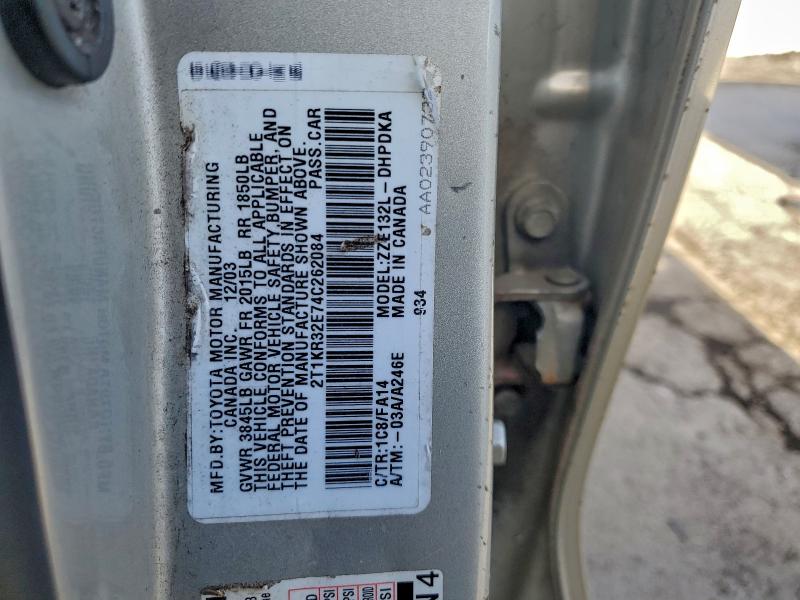 MFD.BY:TOYOTA MOTOR MANUFACTURING
CANADA INC. 12/03
GVWR 3845LB GAWR FR 2015LB RR 1850LB
THIS VEHICLE CONFORMS TO ALL APPLICABLE
FEDERAL MOTOR VEHICLE SAFETY, BUMPER, AND
THEFT PREVENTION STANDARDS IN EFFECT ON
THE DATE OF MANUFACTURE SHOWN ABOVE.
2T1KR32E74C262084 PASS.CAR
C/TR:1C8/FA14 MODEL:ZZE132L-DHPDKA
A/TM:-03A/A246E MADE IN CANADA
934
N 4